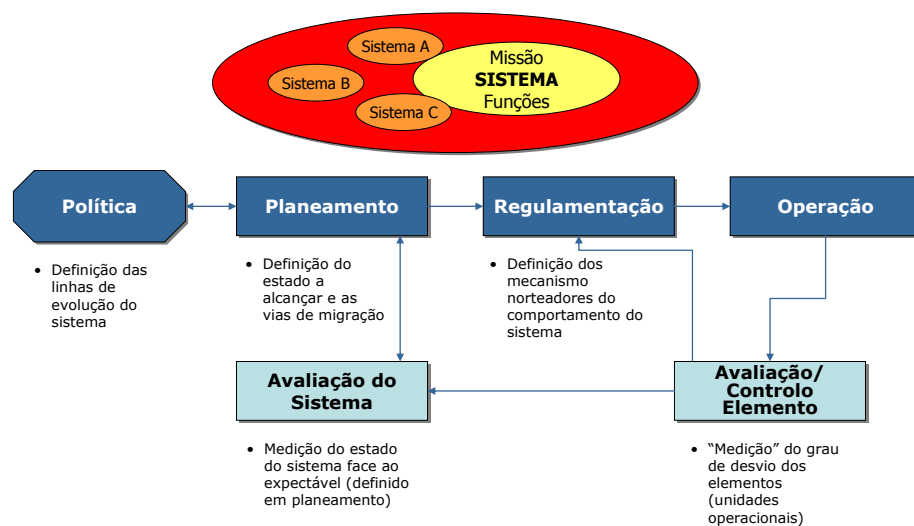 Sistema A
Sistema B
Sistema C
Missão
SISTEMA
Funções
Política
Planeamento
Regulamentação
Operação
• Definição das
linhas de
evolução do
sistema
• Definição do
estado a
alcançar e as
vias de migração
• Definição dos
mecanismo
norteadores do
comportamento do
sistema
Avaliação do
Sistema
Avaliação/
Controlo
Elemento
• Medição do estado
do sistema face ao
expectável (definido
em planeamento)
• “Medição” do grau
de desvio dos
elementos
(unidades
operacionais)